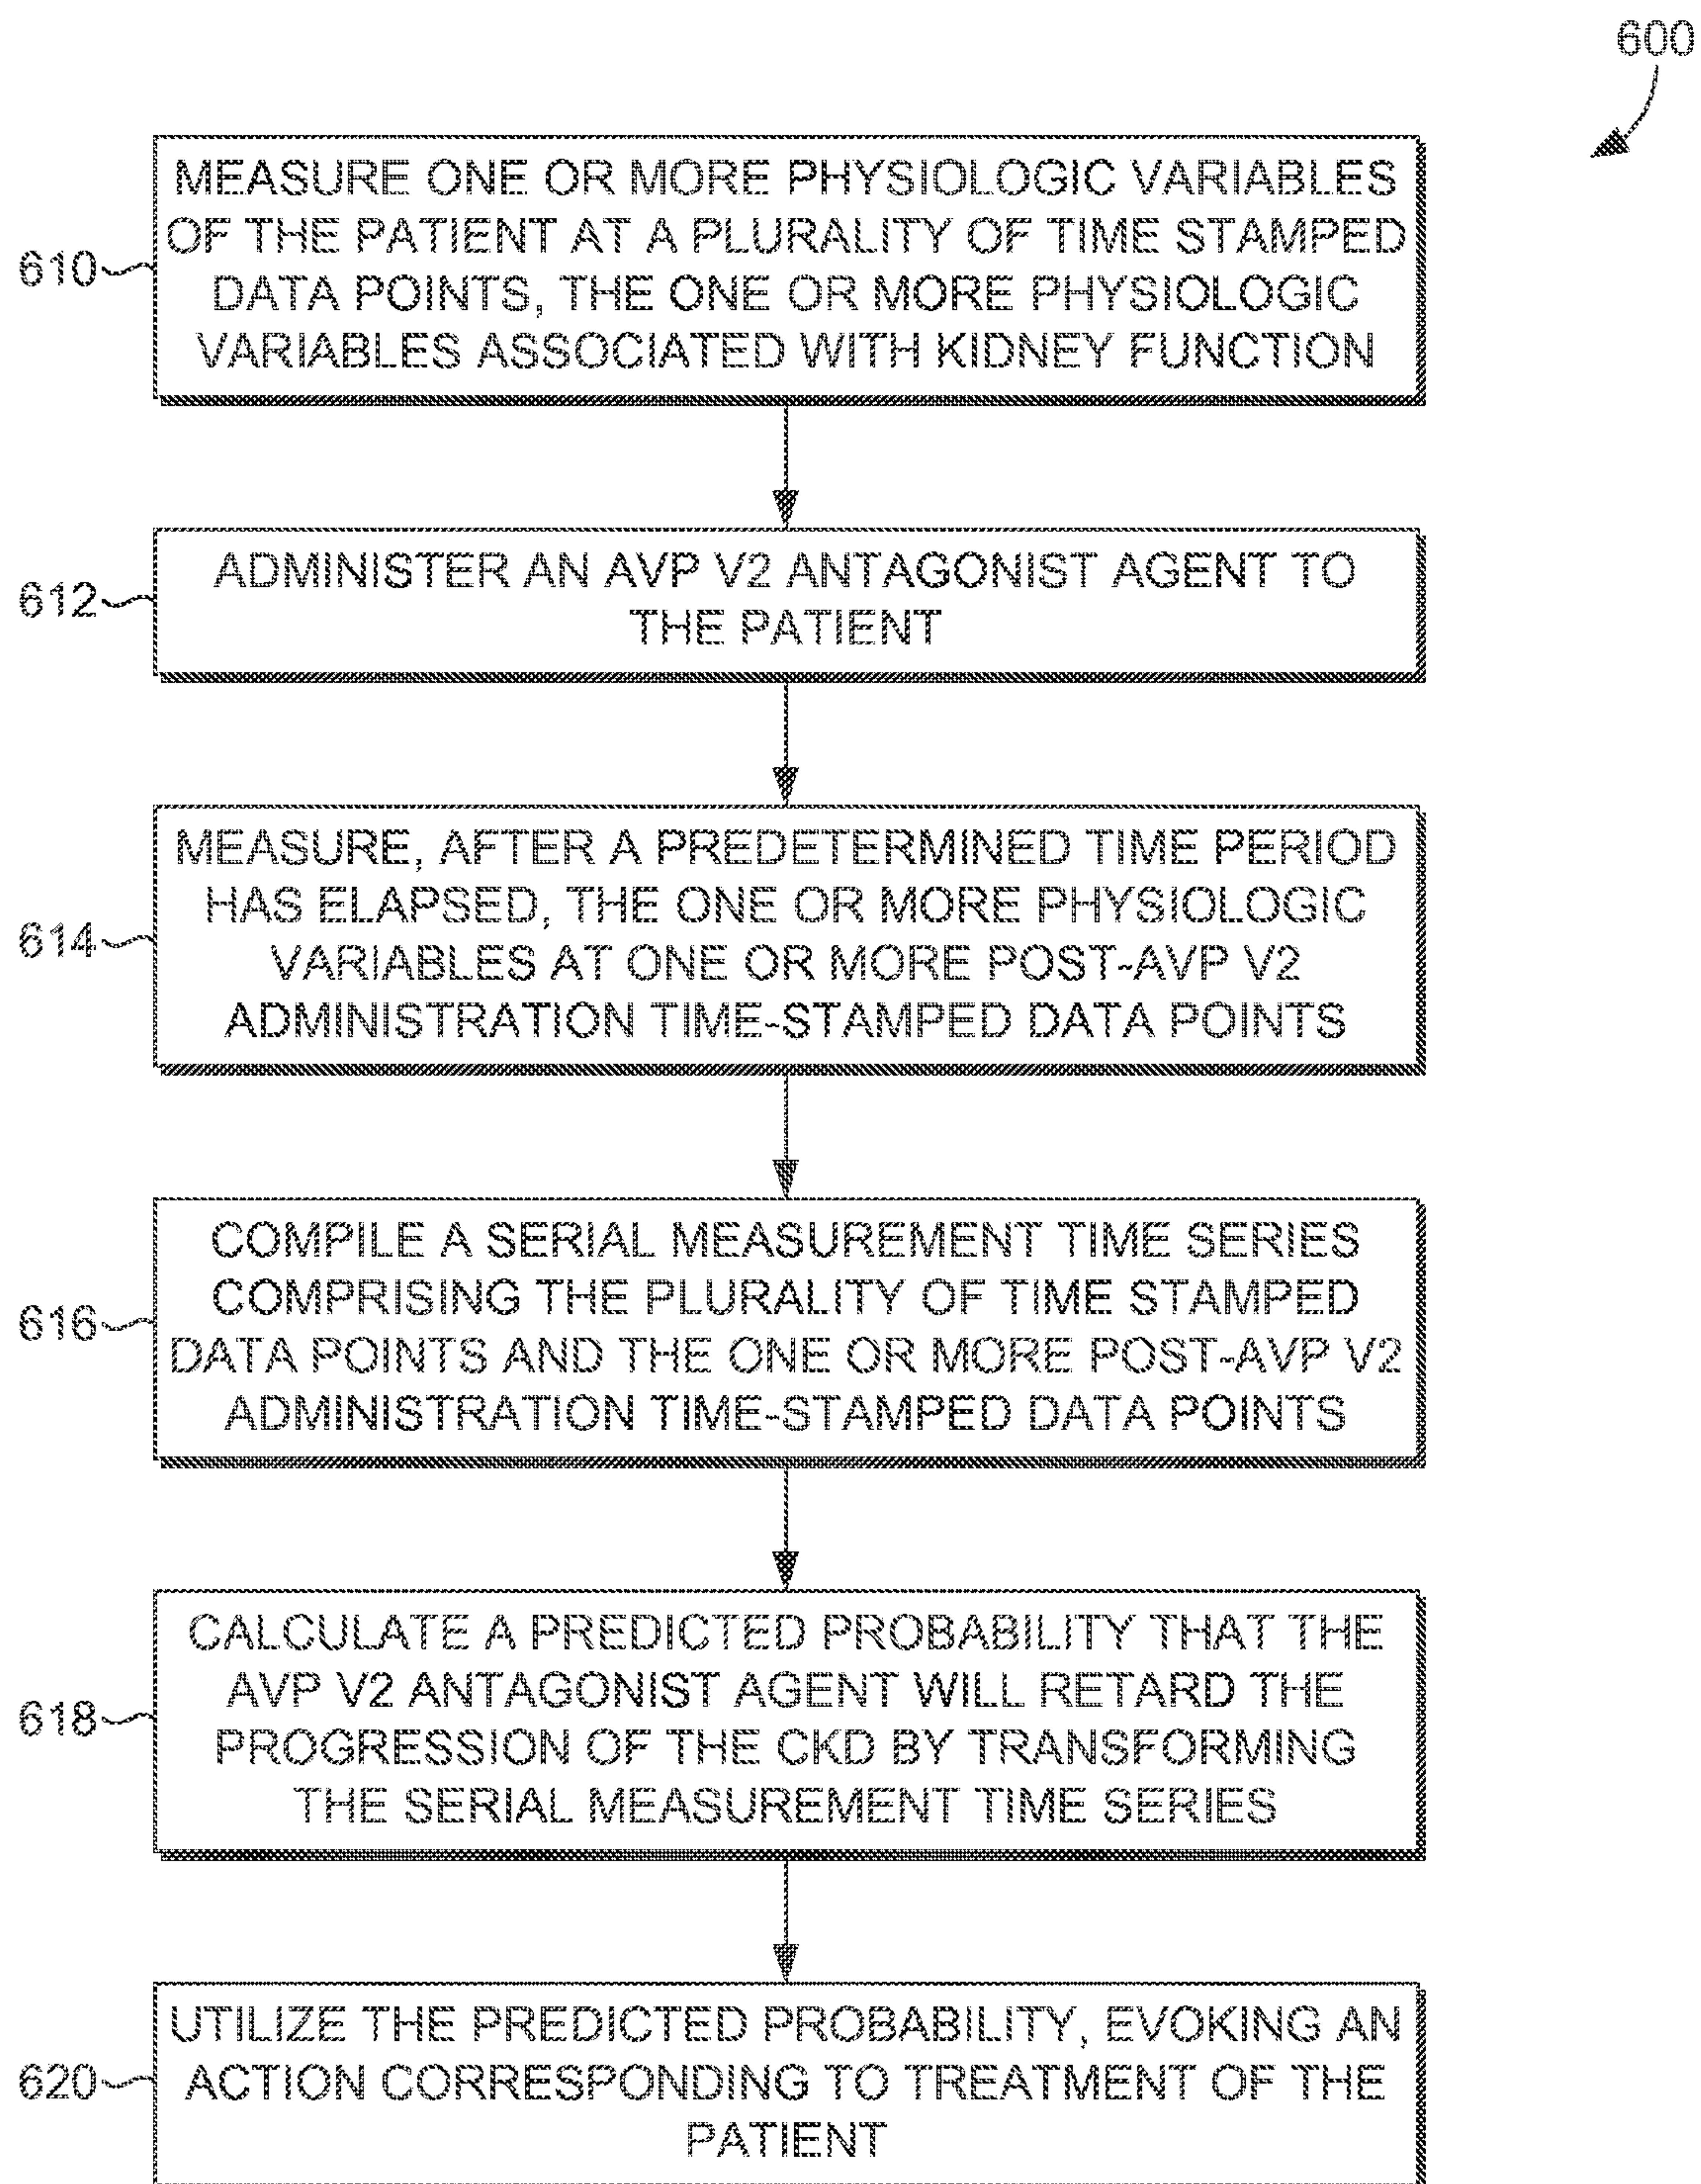 600
MEASURE ONE OR MORE PHYSIOLOGIC VARIABLES
OF THE PATIENT AT A PLURALITY OF TIME STAMPED
DATA POINTS, THE ONE OR MORE PHYSIOLOGIC
VARIABLES ASSOCIATED WITH KIDNEY FUNCTION
610
ADMINISTER AN AVP V2 ANTAGONIST AGENT TO
THE PATIENT
612
MEASURE, AFTER A PREDETERMINED TIME PERIOD
HAS ELAPSED, THE ONE OR MORE PHYSIOLOGIC
VARIABLES AT ONE OR MORE POST-AVP V2
ADMINISTRATION TIME-STAMPED DATA POINTS
614
COMPILE A SERIAL MEASUREMENT TIME SERIES
COMPRISING THE PLURALITY OF TIME STAMPED
DATA POINTS AND THE ONE OR MORE POST-AVP V2
ADMINISTRATION TIME-STAMPED DATA POINTS
616
CALCULATE A PREDICTED PROBABILITY THAT THE
AVP V2 ANTAGONIST AGENT WILL RETARD THE
PROGRESSION OF THE CKD BY TRANSFORMING
THE SERIAL MEASUREMENT TIME SERIES
618
UTILIZE THE PREDICTED PROBABILITY, EVOKING AN
ACTION CORRESPONDING TO TREATMENT OF THE
PATIENT
620